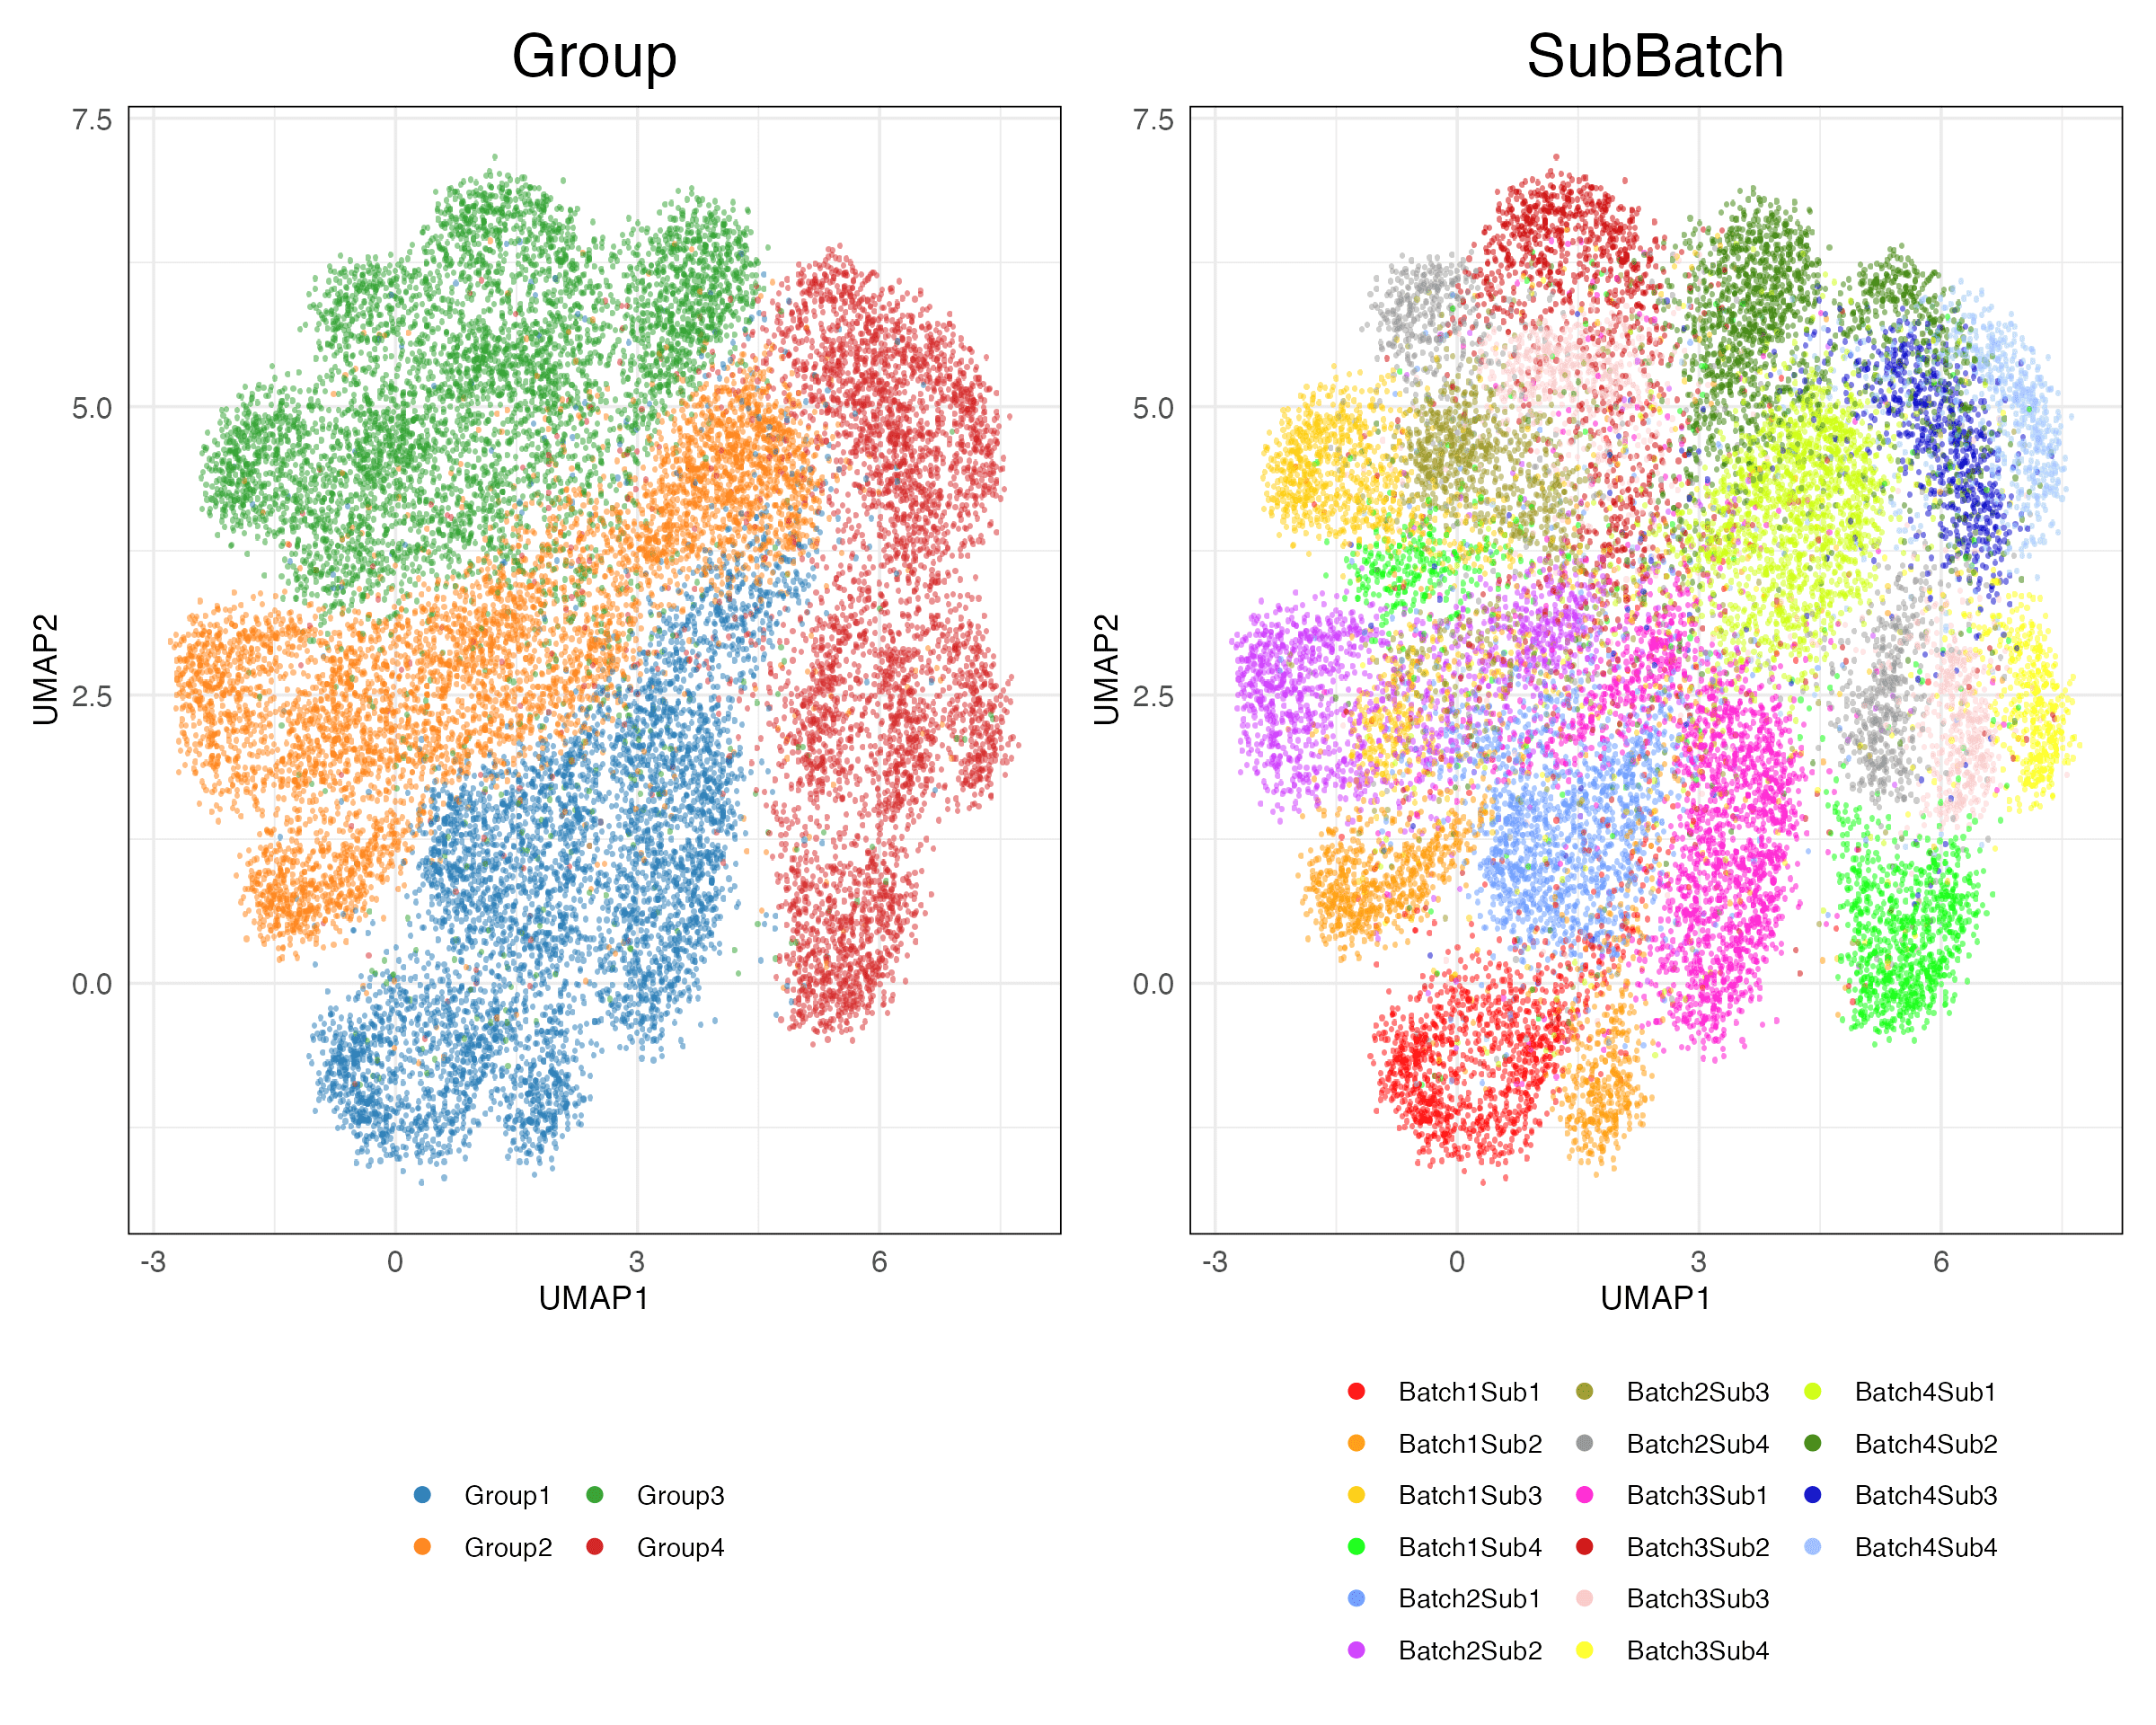 Group
SubBatch
7.5
5.0
2.5
0.0
UMAP2
-3 0 3 6
UMAP1
7.5
5.0
2.5
0.0
UMAP2
-3 0 3 6
UMAP1
Group1 Group3
Group2 Group4
Batch1Sub1 Batch2Sub3 Batch4Sub1
Batch1Sub2 Batch2Sub4 Batch4Sub2
Batch1Sub3 Batch3Sub1 Batch4Sub3
Batch1Sub4 Batch3Sub2 Batch4Sub4
Batch2Sub1 Batch3Sub3
Batch2Sub2 Batch3Sub4